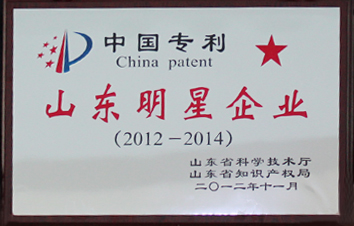 中国专利
China patent
山东明星企业
(2012－2014)
山东省科学技术厅
山东省知识产权局
二〇一二年十一月